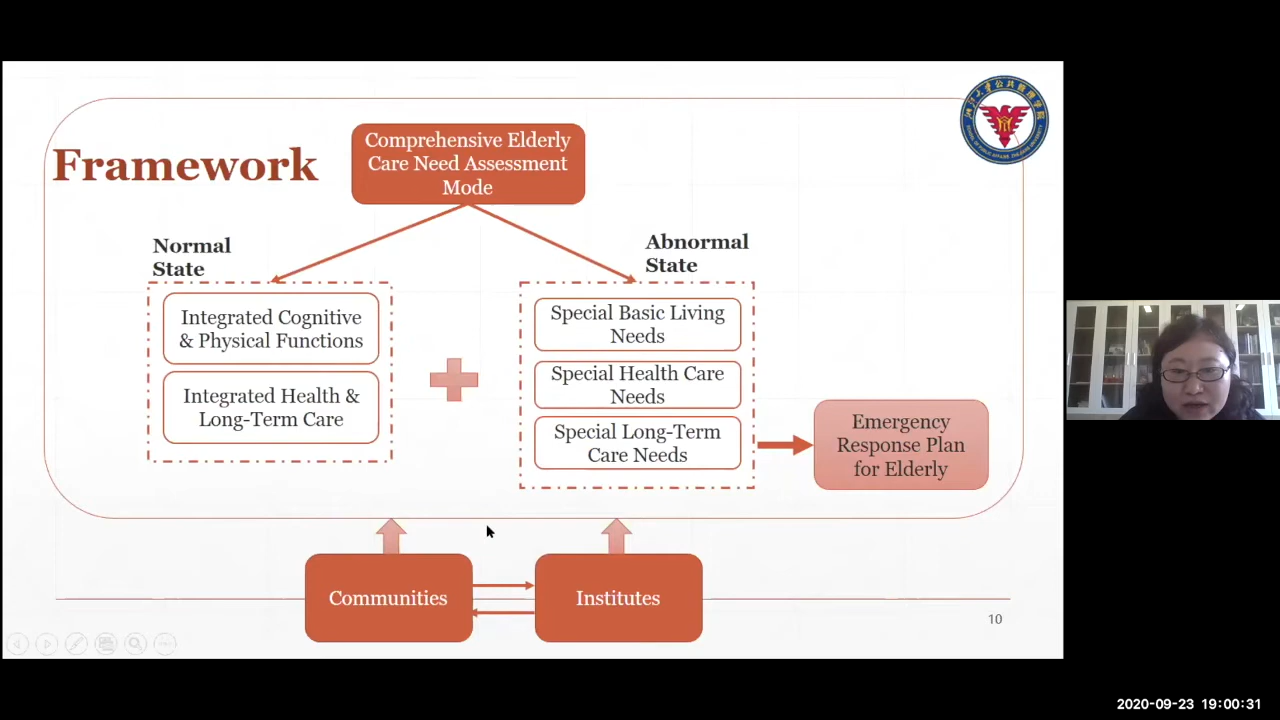 Framework
Comprehensive Elderly
Care Need Assessment
Mode
Normal
State
Abnormal
State
Integrated Cognitive
& Physical Functions
Integrated Health &
Long-Term Care
Special Basic Living
Needs
Special Health Care
Needs
Special Long-Term
Care Needs
Emergency
Response Plan
for Elderly
Communities
Institutes
10
2020-09-23 19:00:31